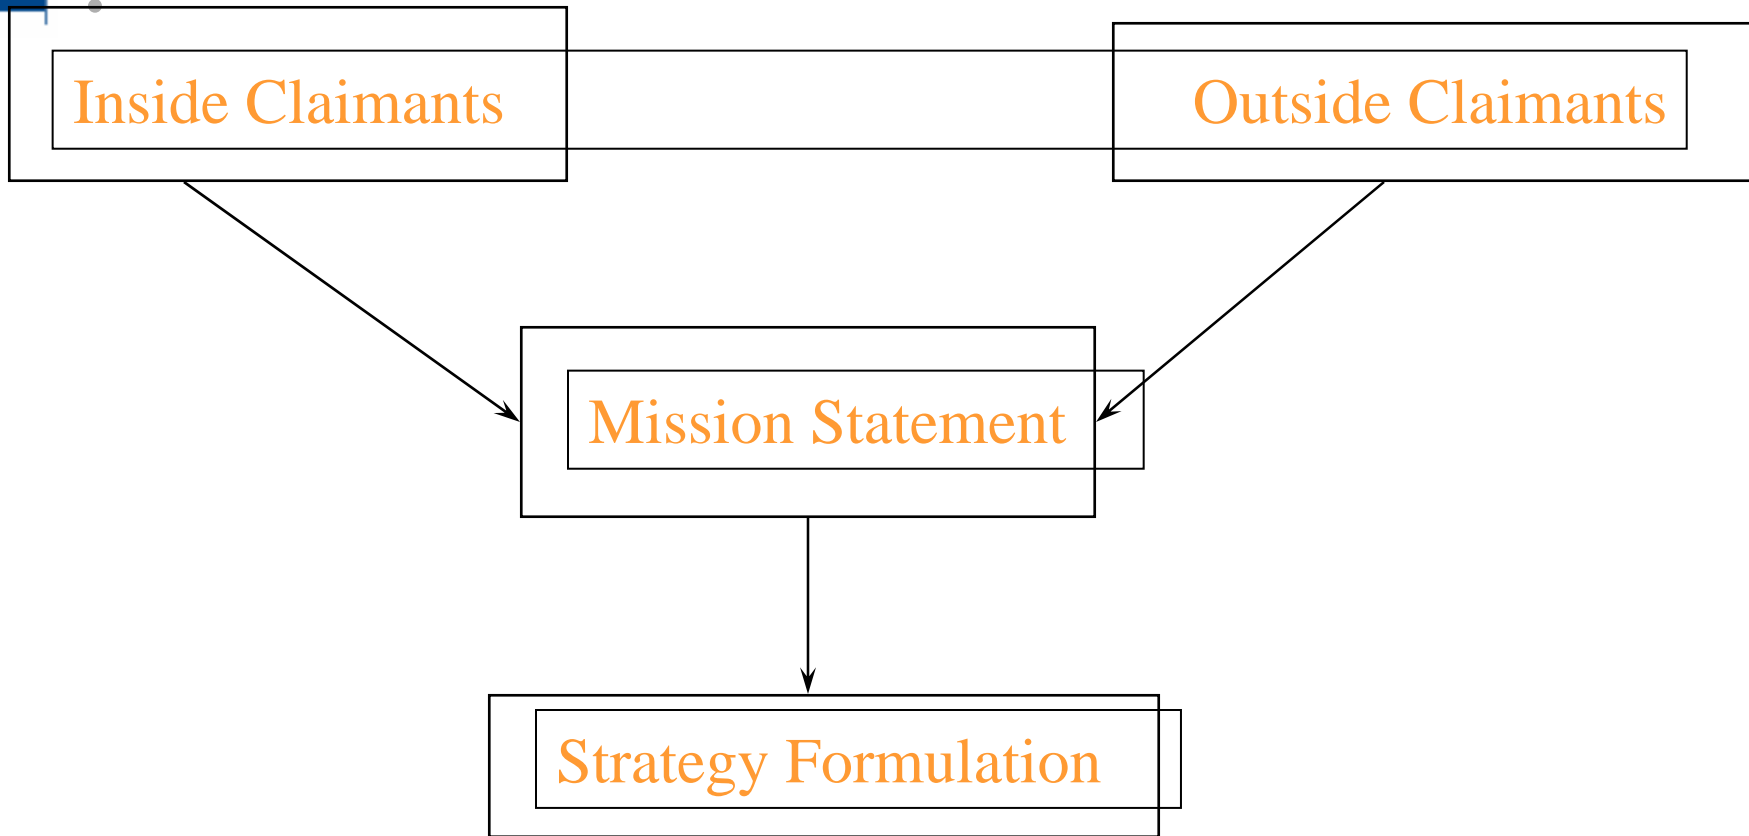 Inside Claimants Outside Claimants
Mission Statement
Strategy Formulation